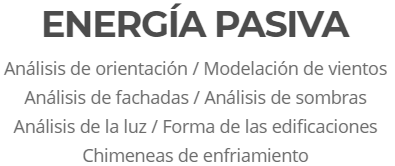 ENERGÍA PASIVA
Análisis de orientación / Modelación de vientos
Análisis de fachadas / Análisis de sombras
Análisis de la luz / Forma de las edificaciones
Chimeneas de enfriamiento